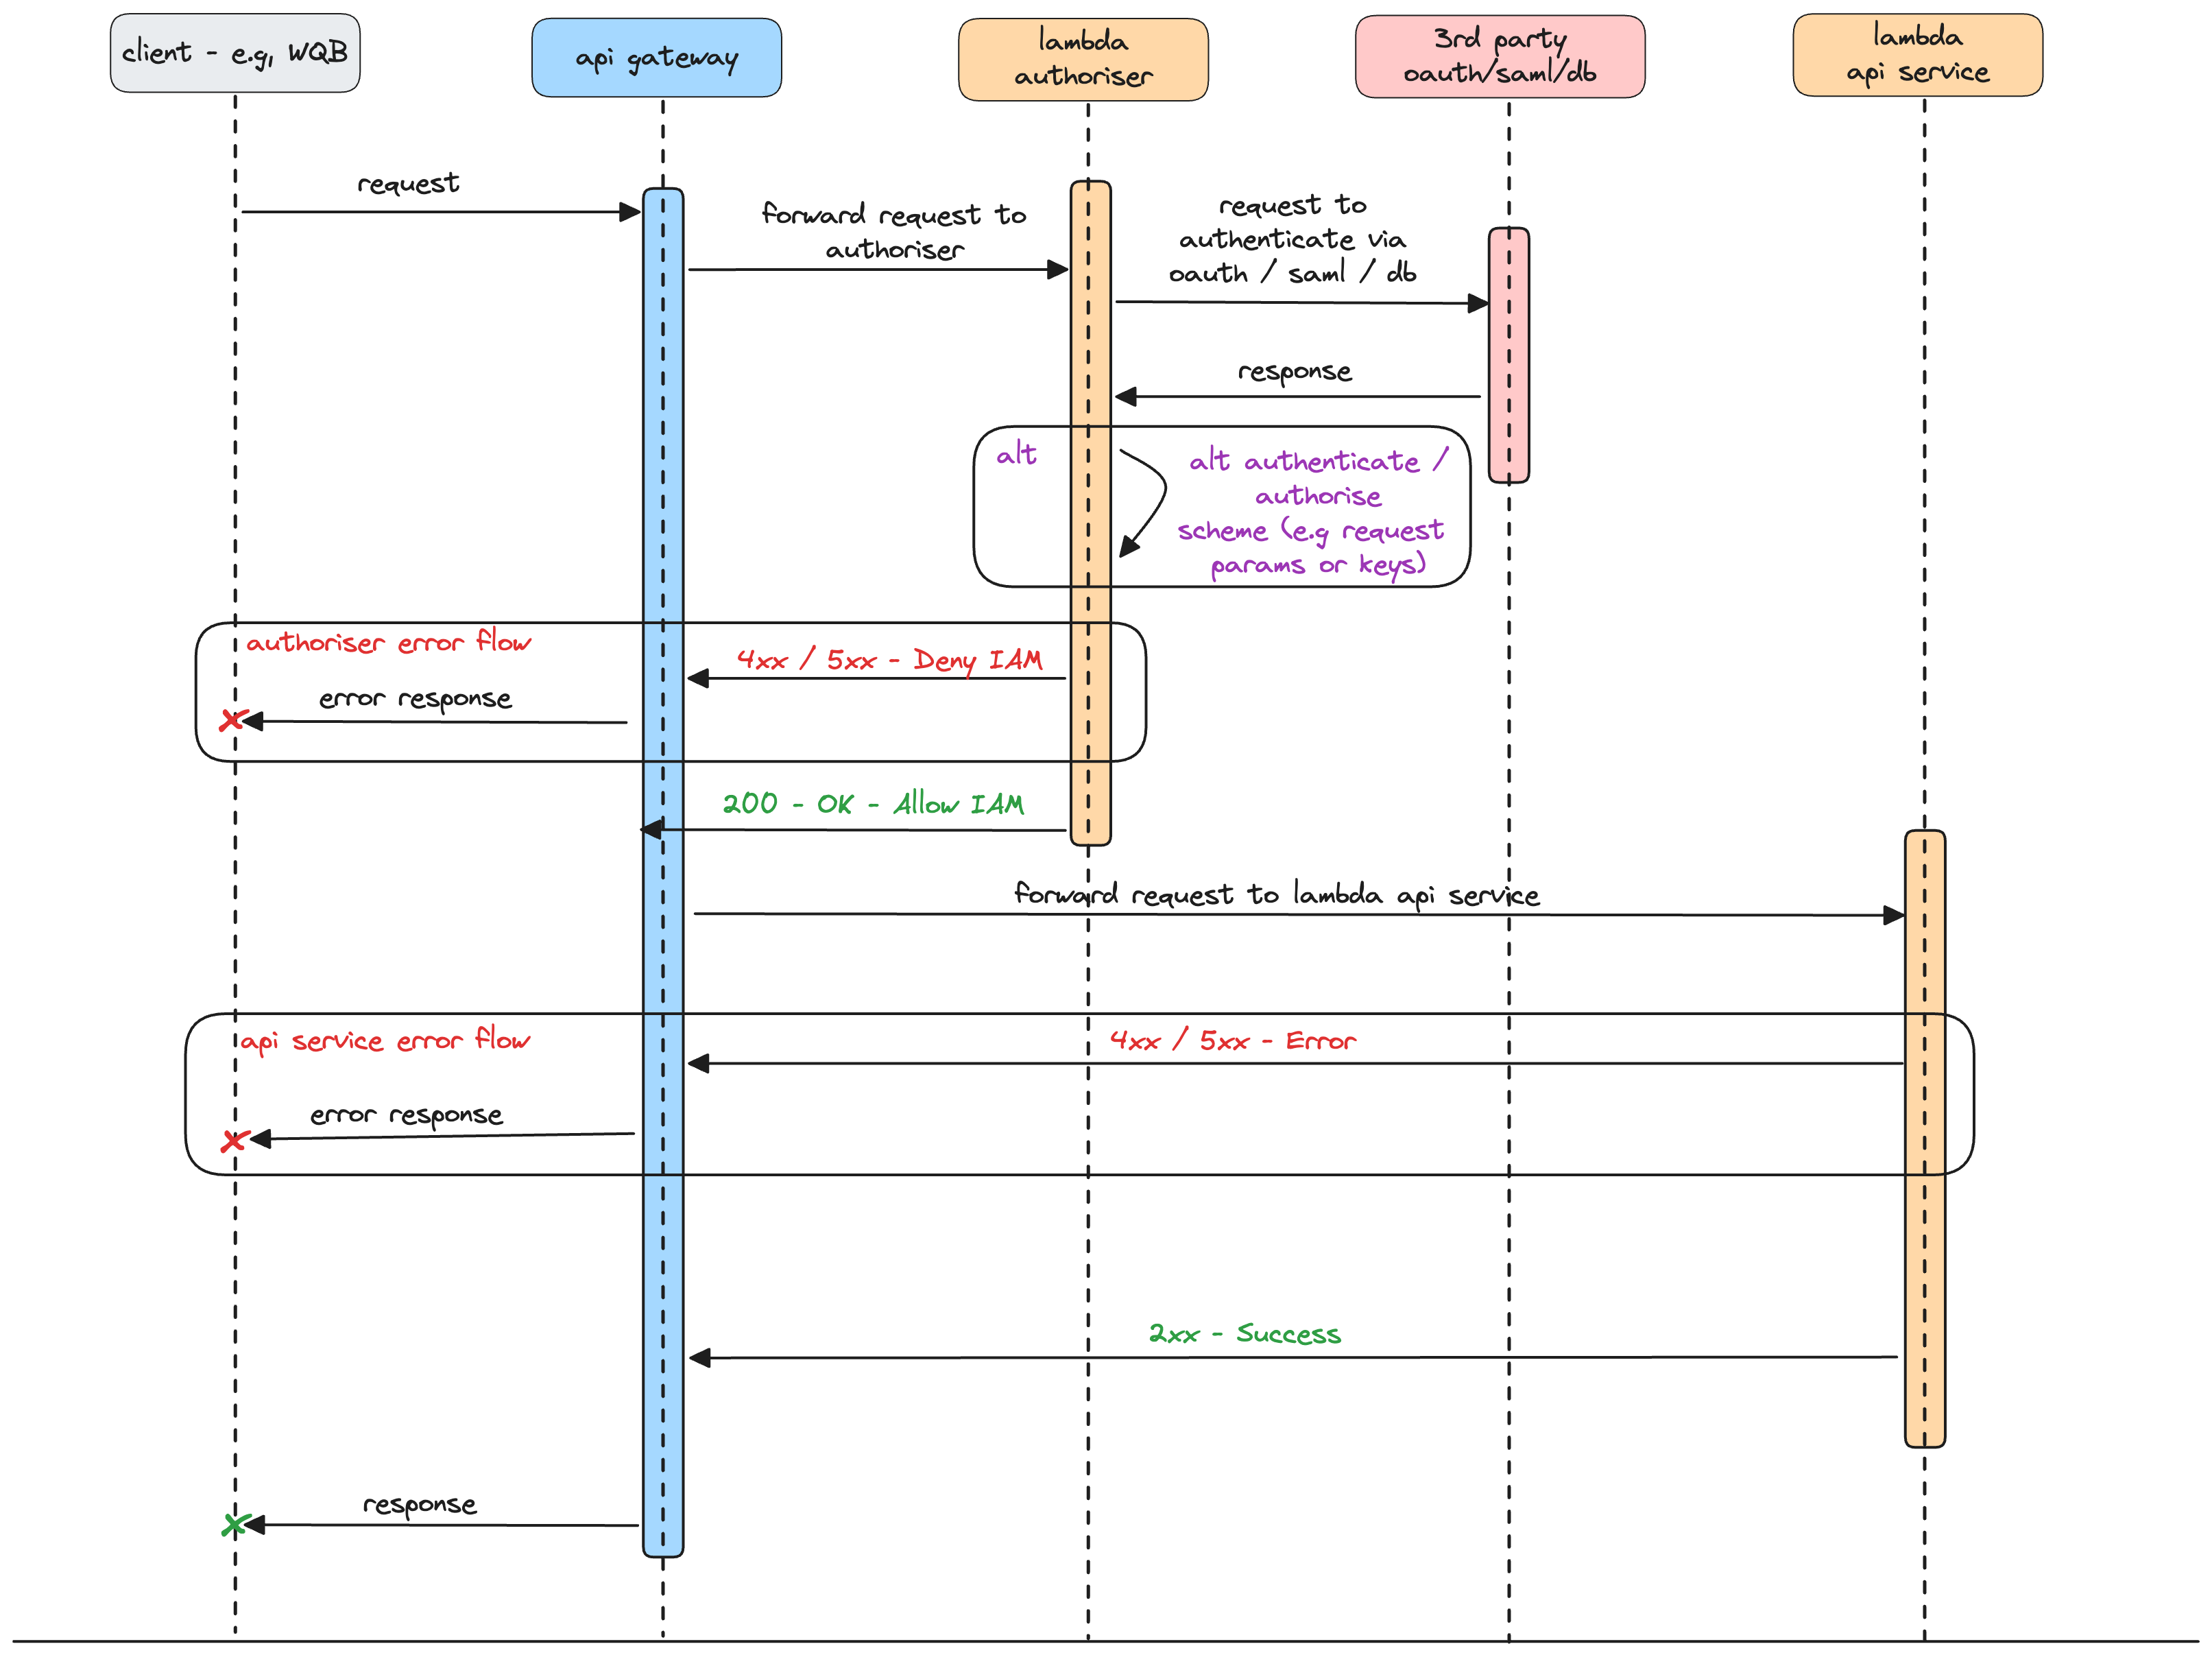 client - e.g, WQB
api gateway
lambda
authoriser
3rd party
oauth/saml/db
lambda
api service
request
forward request to
authoriser
request to
authenticate via
oauth / saml / db
response
alt
alt authenticate /
authorise
scheme (e.g request
params or keys)
authoriser error flow
4xx / 5xx - Deny IAM
error response
200 - OK - Allow IAM
forward request to lambda api service
api service error flow
4xx / 5xx - Error
error response
2xx - Success
response